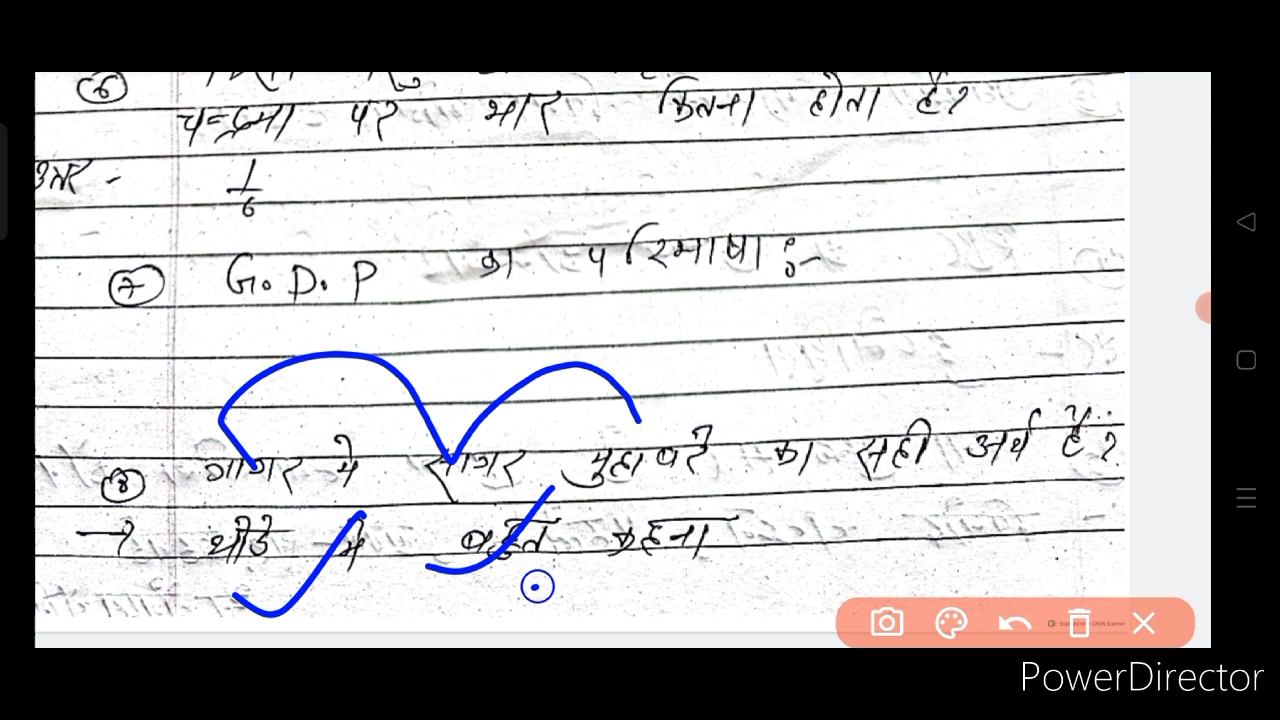 6
चन्द्रमा पर भार कितना होता है?
उत्तर - 1/6
7 G.D.P का परिभाषा :-
8 गागर मे सागर मुहावरे का सही अर्थ है?
→ थोडे मे बहुत कहना
PowerDirector